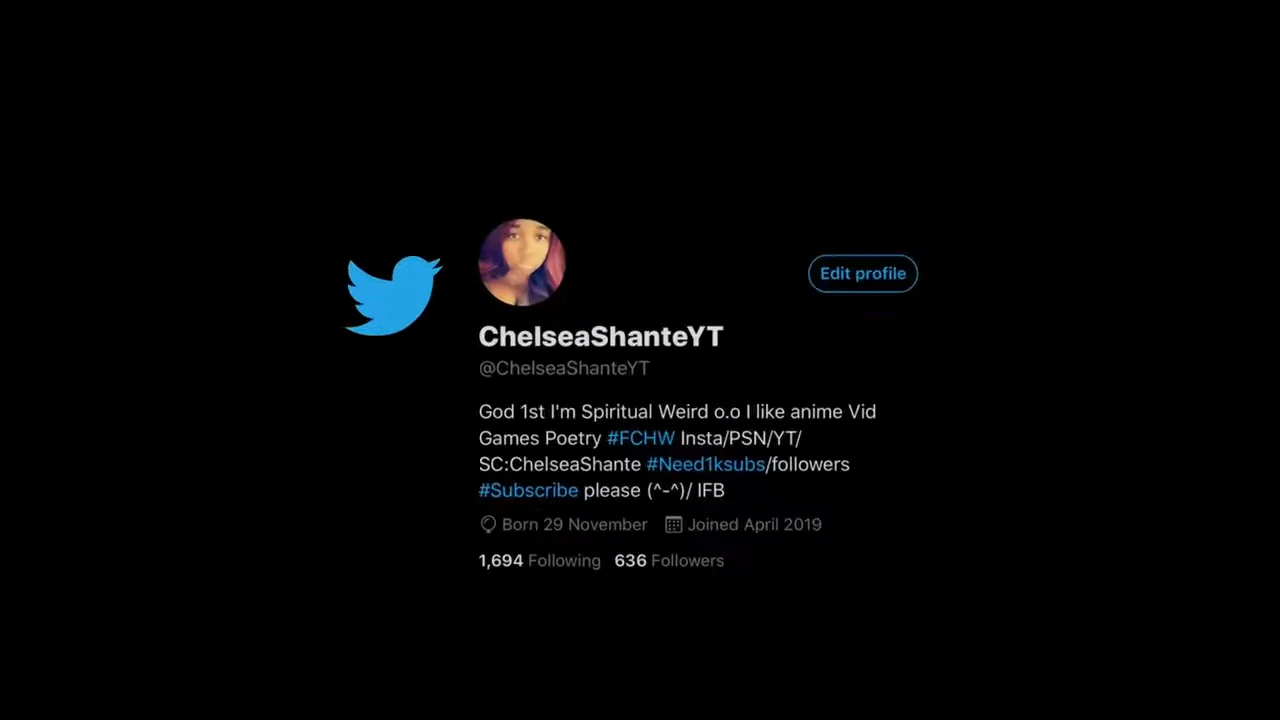 Edit profile
ChelseaShanteYT
@ChelseaShanteYT
God 1st I'm Spiritual Weird o.o I like anime Vid
Games Poetry #FCHW Insta/PSN/YT/
SC:ChelseaShante #Need1ksubs/followers
#Subscribe please (^-^)/ IFB
Born 29 November Joined April 2019
1,694 Following 636 Followers